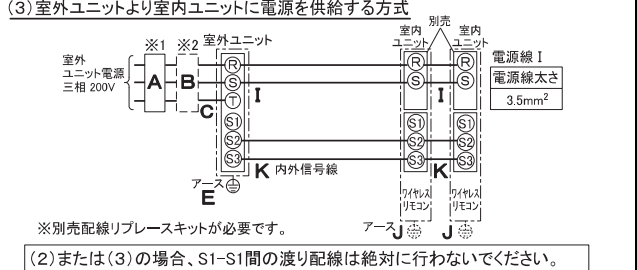 (3)室外ユニットより室内ユニットに電源を供給する方式
別売
※1 ※2 室外ユニット
室内
ユニット
室内
ユニット
室外
ユニット電源
三相 200V
A
B
C
R
S
T
S1
S2
S3
I
R
S
S1
S2
S3
I
R
S
S1
S2
S3
電源線 I
電源線太さ
3.5mm²
K 内外信号線
K
アース
E
ワイヤレス
リモコン
ワイヤレス
リモコン
アース J
J
※別売配線リプレースキットが必要です。
(2)または(3)の場合、S1-S1間の渡り配線は絶対に行わないでください。